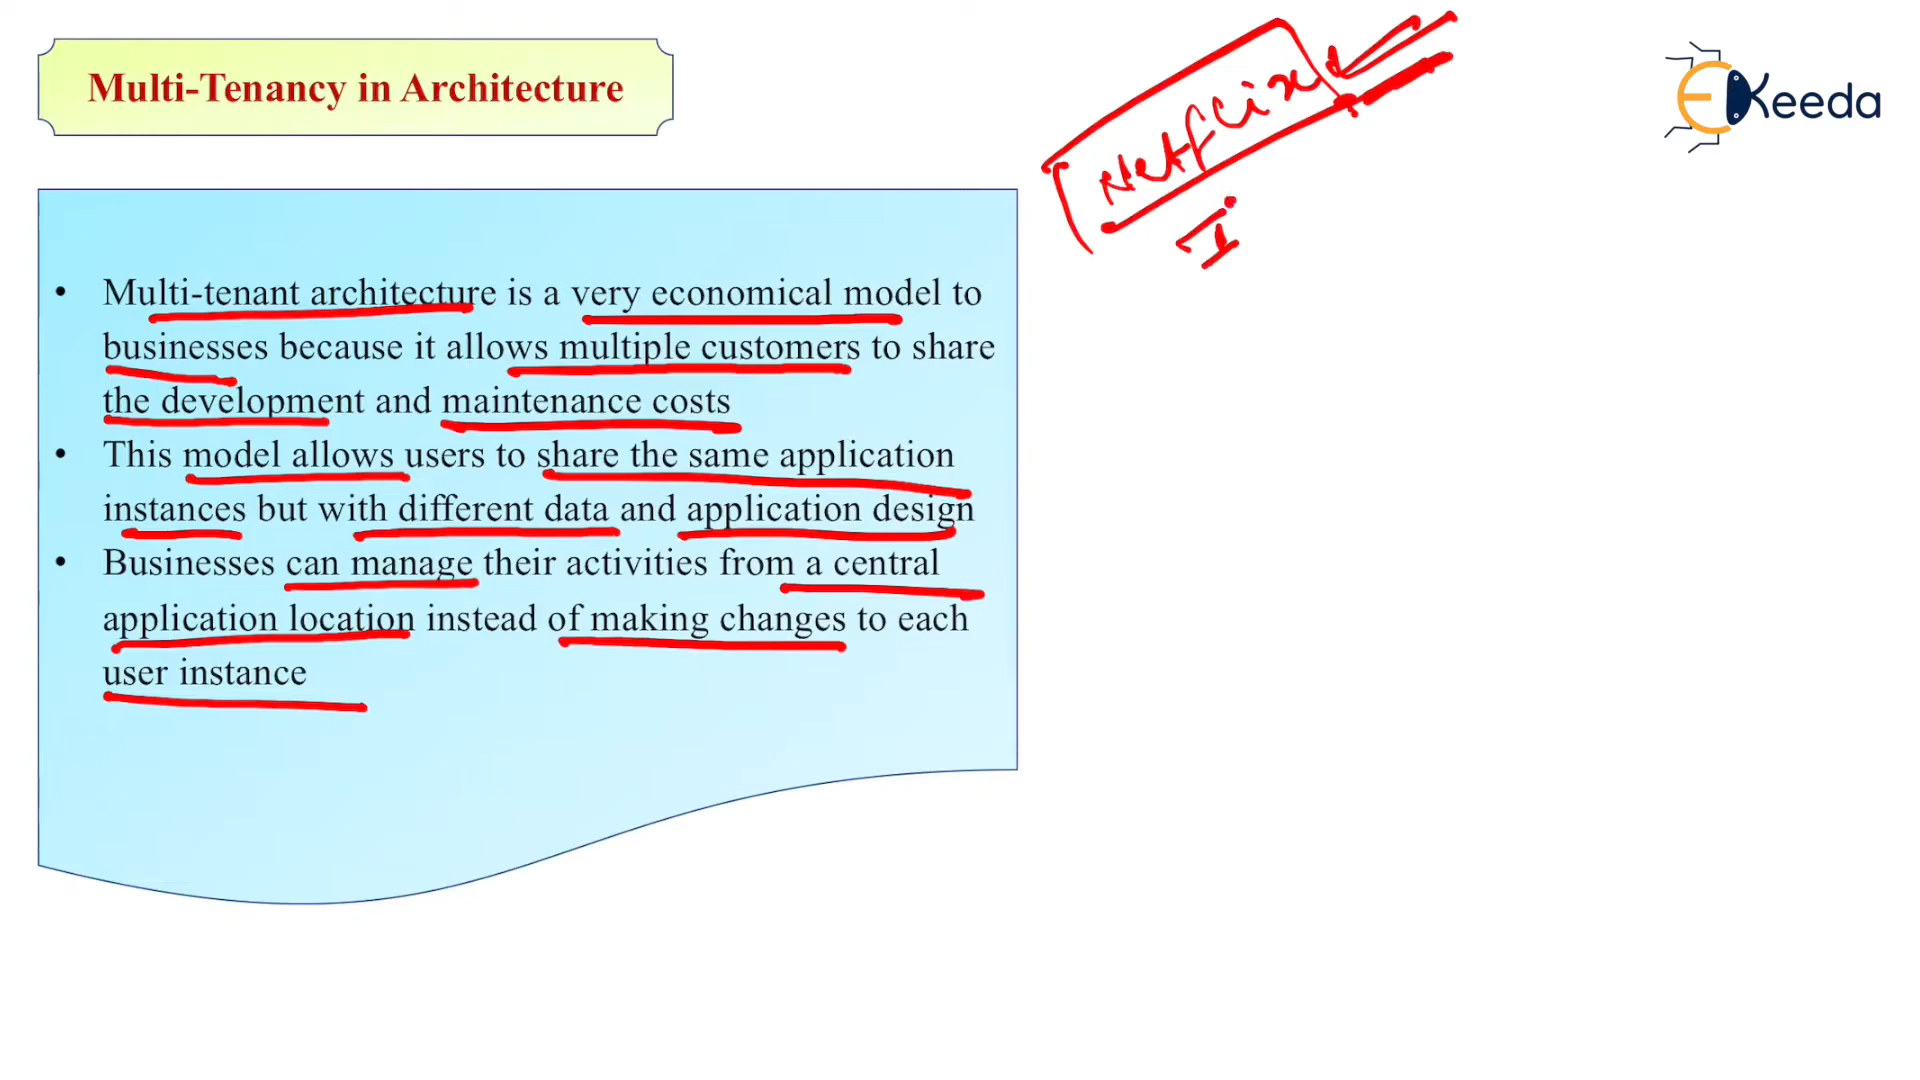 Multi-Tenancy in Architecture
Netflix
I
EKeeda
• Multi-tenant architecture is a very economical model to
businesses because it allows multiple customers to share
the development and maintenance costs
• This model allows users to share the same application
instances but with different data and application design
• Businesses can manage their activities from a central
application location instead of making changes to each
user instance